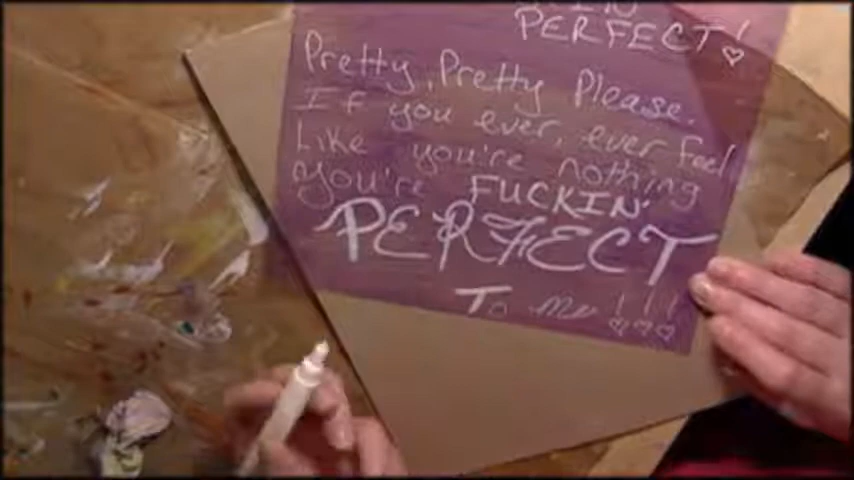 PERFECT! ♡
Pretty, Pretty Please.
If you ever, ever feel
Like you're nothing
You're FUCKIN'
PERFECT
To me!!!
♡♡♡